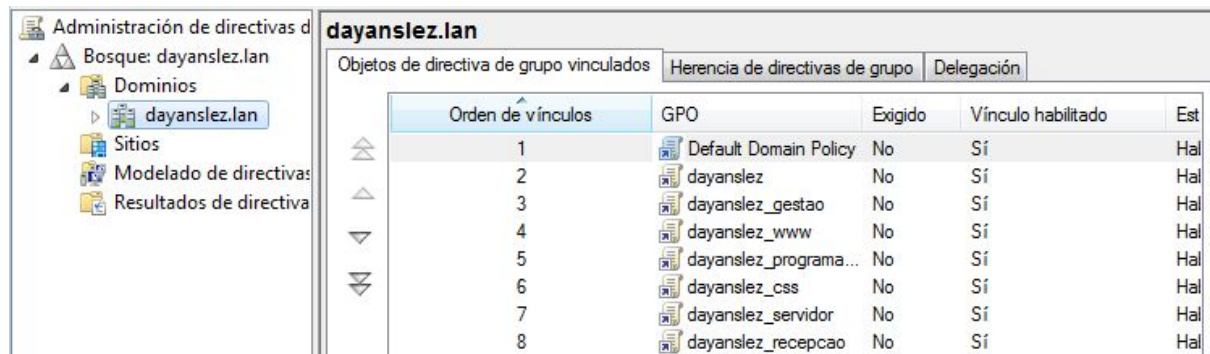 Administración de directivas d
Bosque: dayanslez.lan
Dominios
dayanslez.lan
Sitios
Modelado de directivas
Resultados de directiva
dayanslez.lan
Objetos de directiva de grupo vinculados Herencia de directivas de grupo Delegación
Orden de vínculos GPO Exigido Vínculo habilitado Est
1 Default Domain Policy No Sí Hal
2 dayanslez No Sí Hal
3 dayanslez_gestao No Sí Hal
4 dayanslez_www No Sí Hal
5 dayanslez_programa... No Sí Hal
6 dayanslez_css No Sí Hal
7 dayanslez_servidor No Sí Hal
8 dayanslez_recepcao No Sí Hal